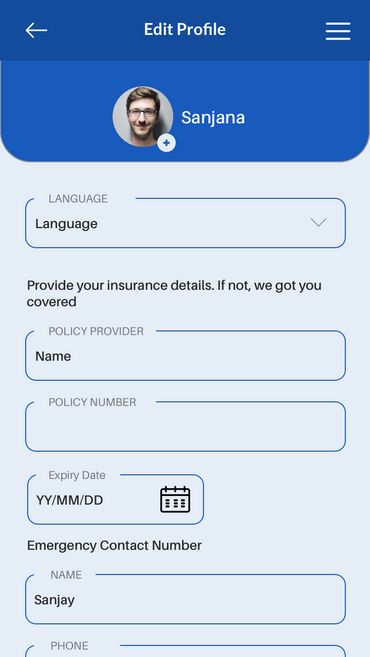 Edit Profile
Sanjana
LANGUAGE
Language
Provide your insurance details. If not, we got you
covered
POLICY PROVIDER
Name
POLICY NUMBER
Expiry Date
YY/MM/DD
Emergency Contact Number
NAME
Sanjay
PHONE